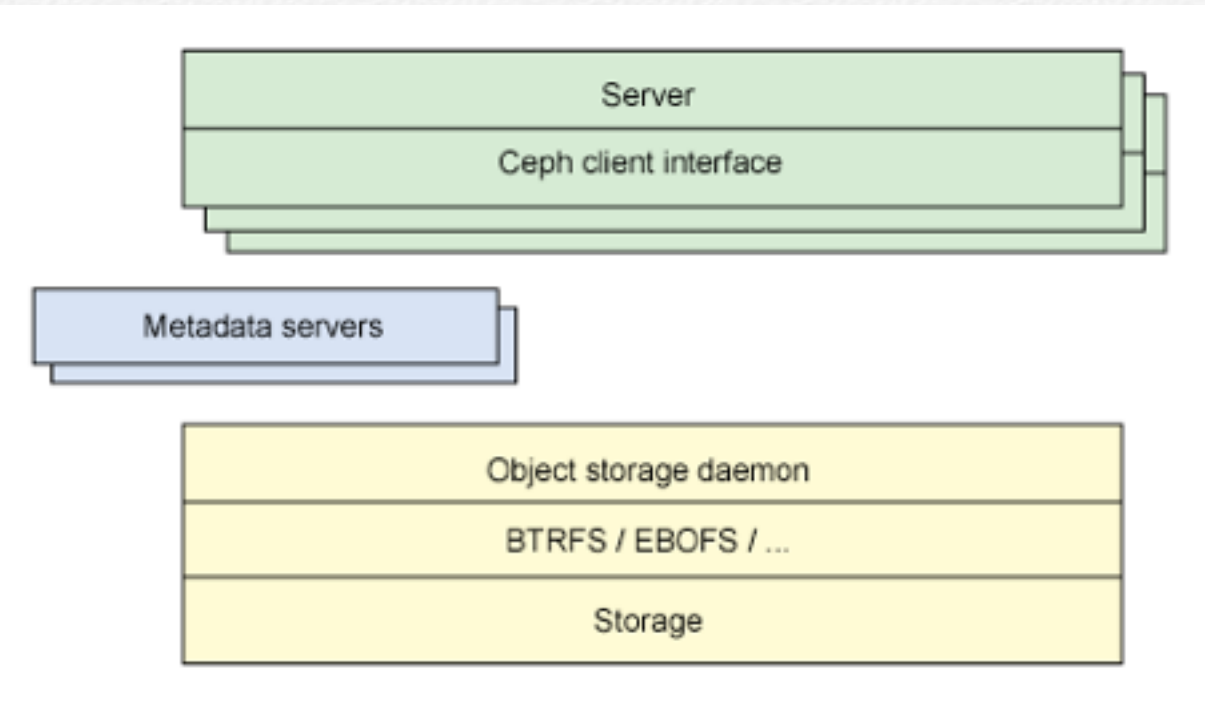 Server
Ceph client interface
Metadata servers
Object storage daemon
BTRFS / EBOFS / ...
Storage